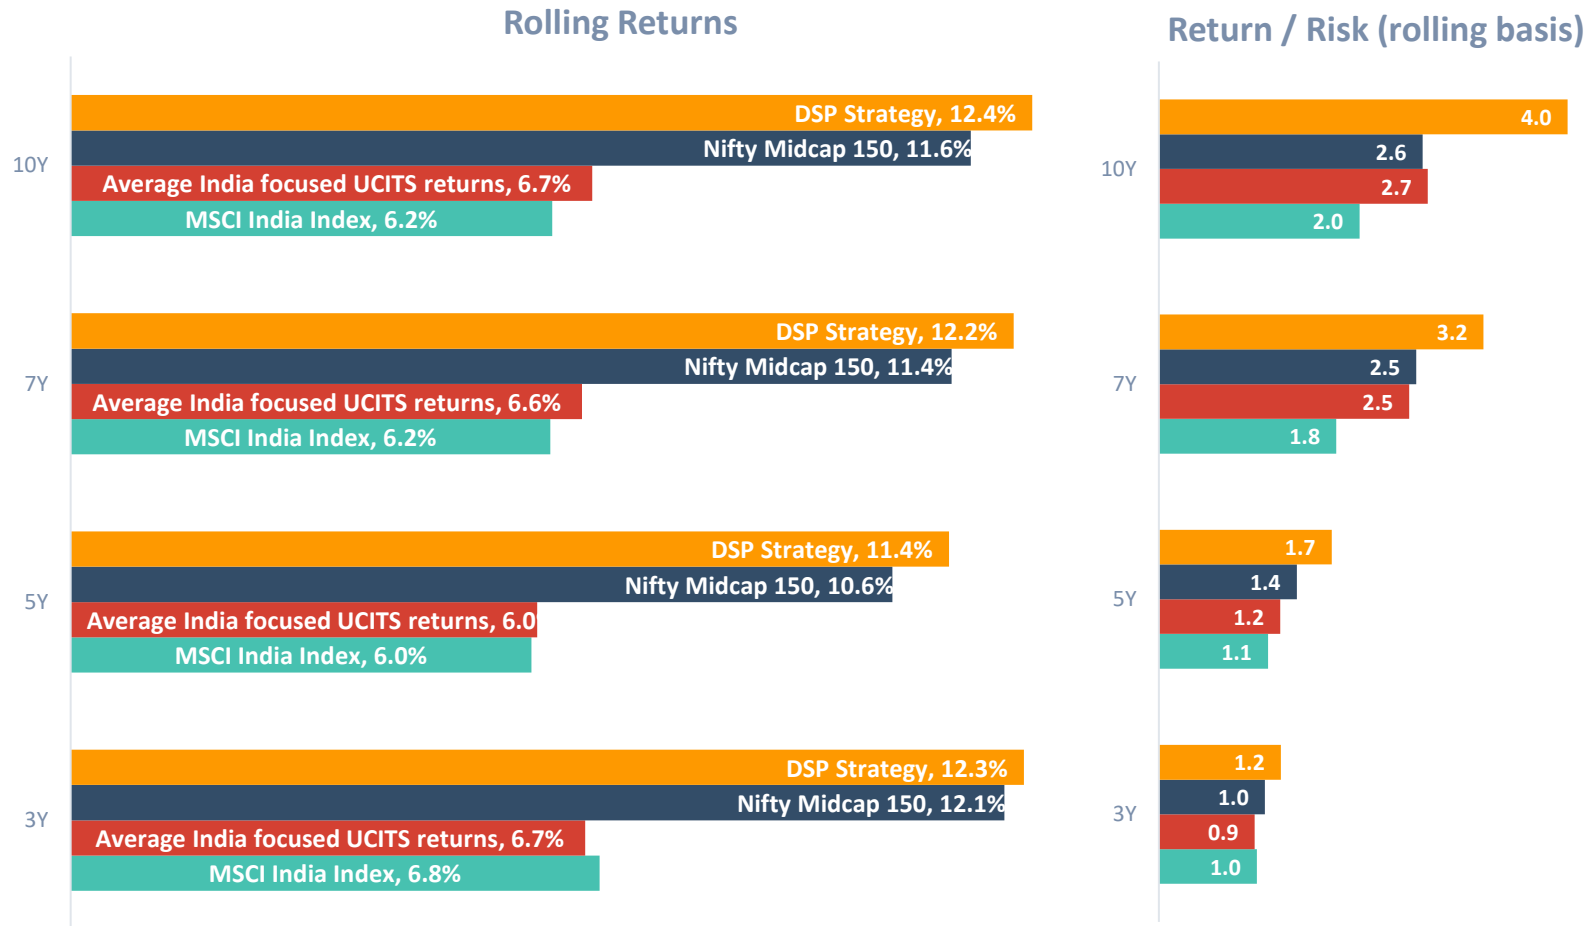 Rolling Returns
10Y
DSP Strategy, 12.4%
Nifty Midcap 150, 11.6%
Average India focused UCITS returns, 6.7%
MSCI India Index, 6.2%
7Y
DSP Strategy, 12.2%
Nifty Midcap 150, 11.4%
Average India focused UCITS returns, 6.6%
MSCI India Index, 6.2%
5Y
DSP Strategy, 11.4%
Nifty Midcap 150, 10.6%
Average India focused UCITS returns, 6.0
MSCI India Index, 6.0%
3Y
DSP Strategy, 12.3%
Nifty Midcap 150, 12.1%
Average India focused UCITS returns, 6.7%
MSCI India Index, 6.8%
Return / Risk (rolling basis)
10Y
4.0
2.6
2.7
2.0
7Y
3.2
2.5
2.5
1.8
5Y
1.7
1.4
1.2
1.1
3Y
1.2
1.0
0.9
1.0